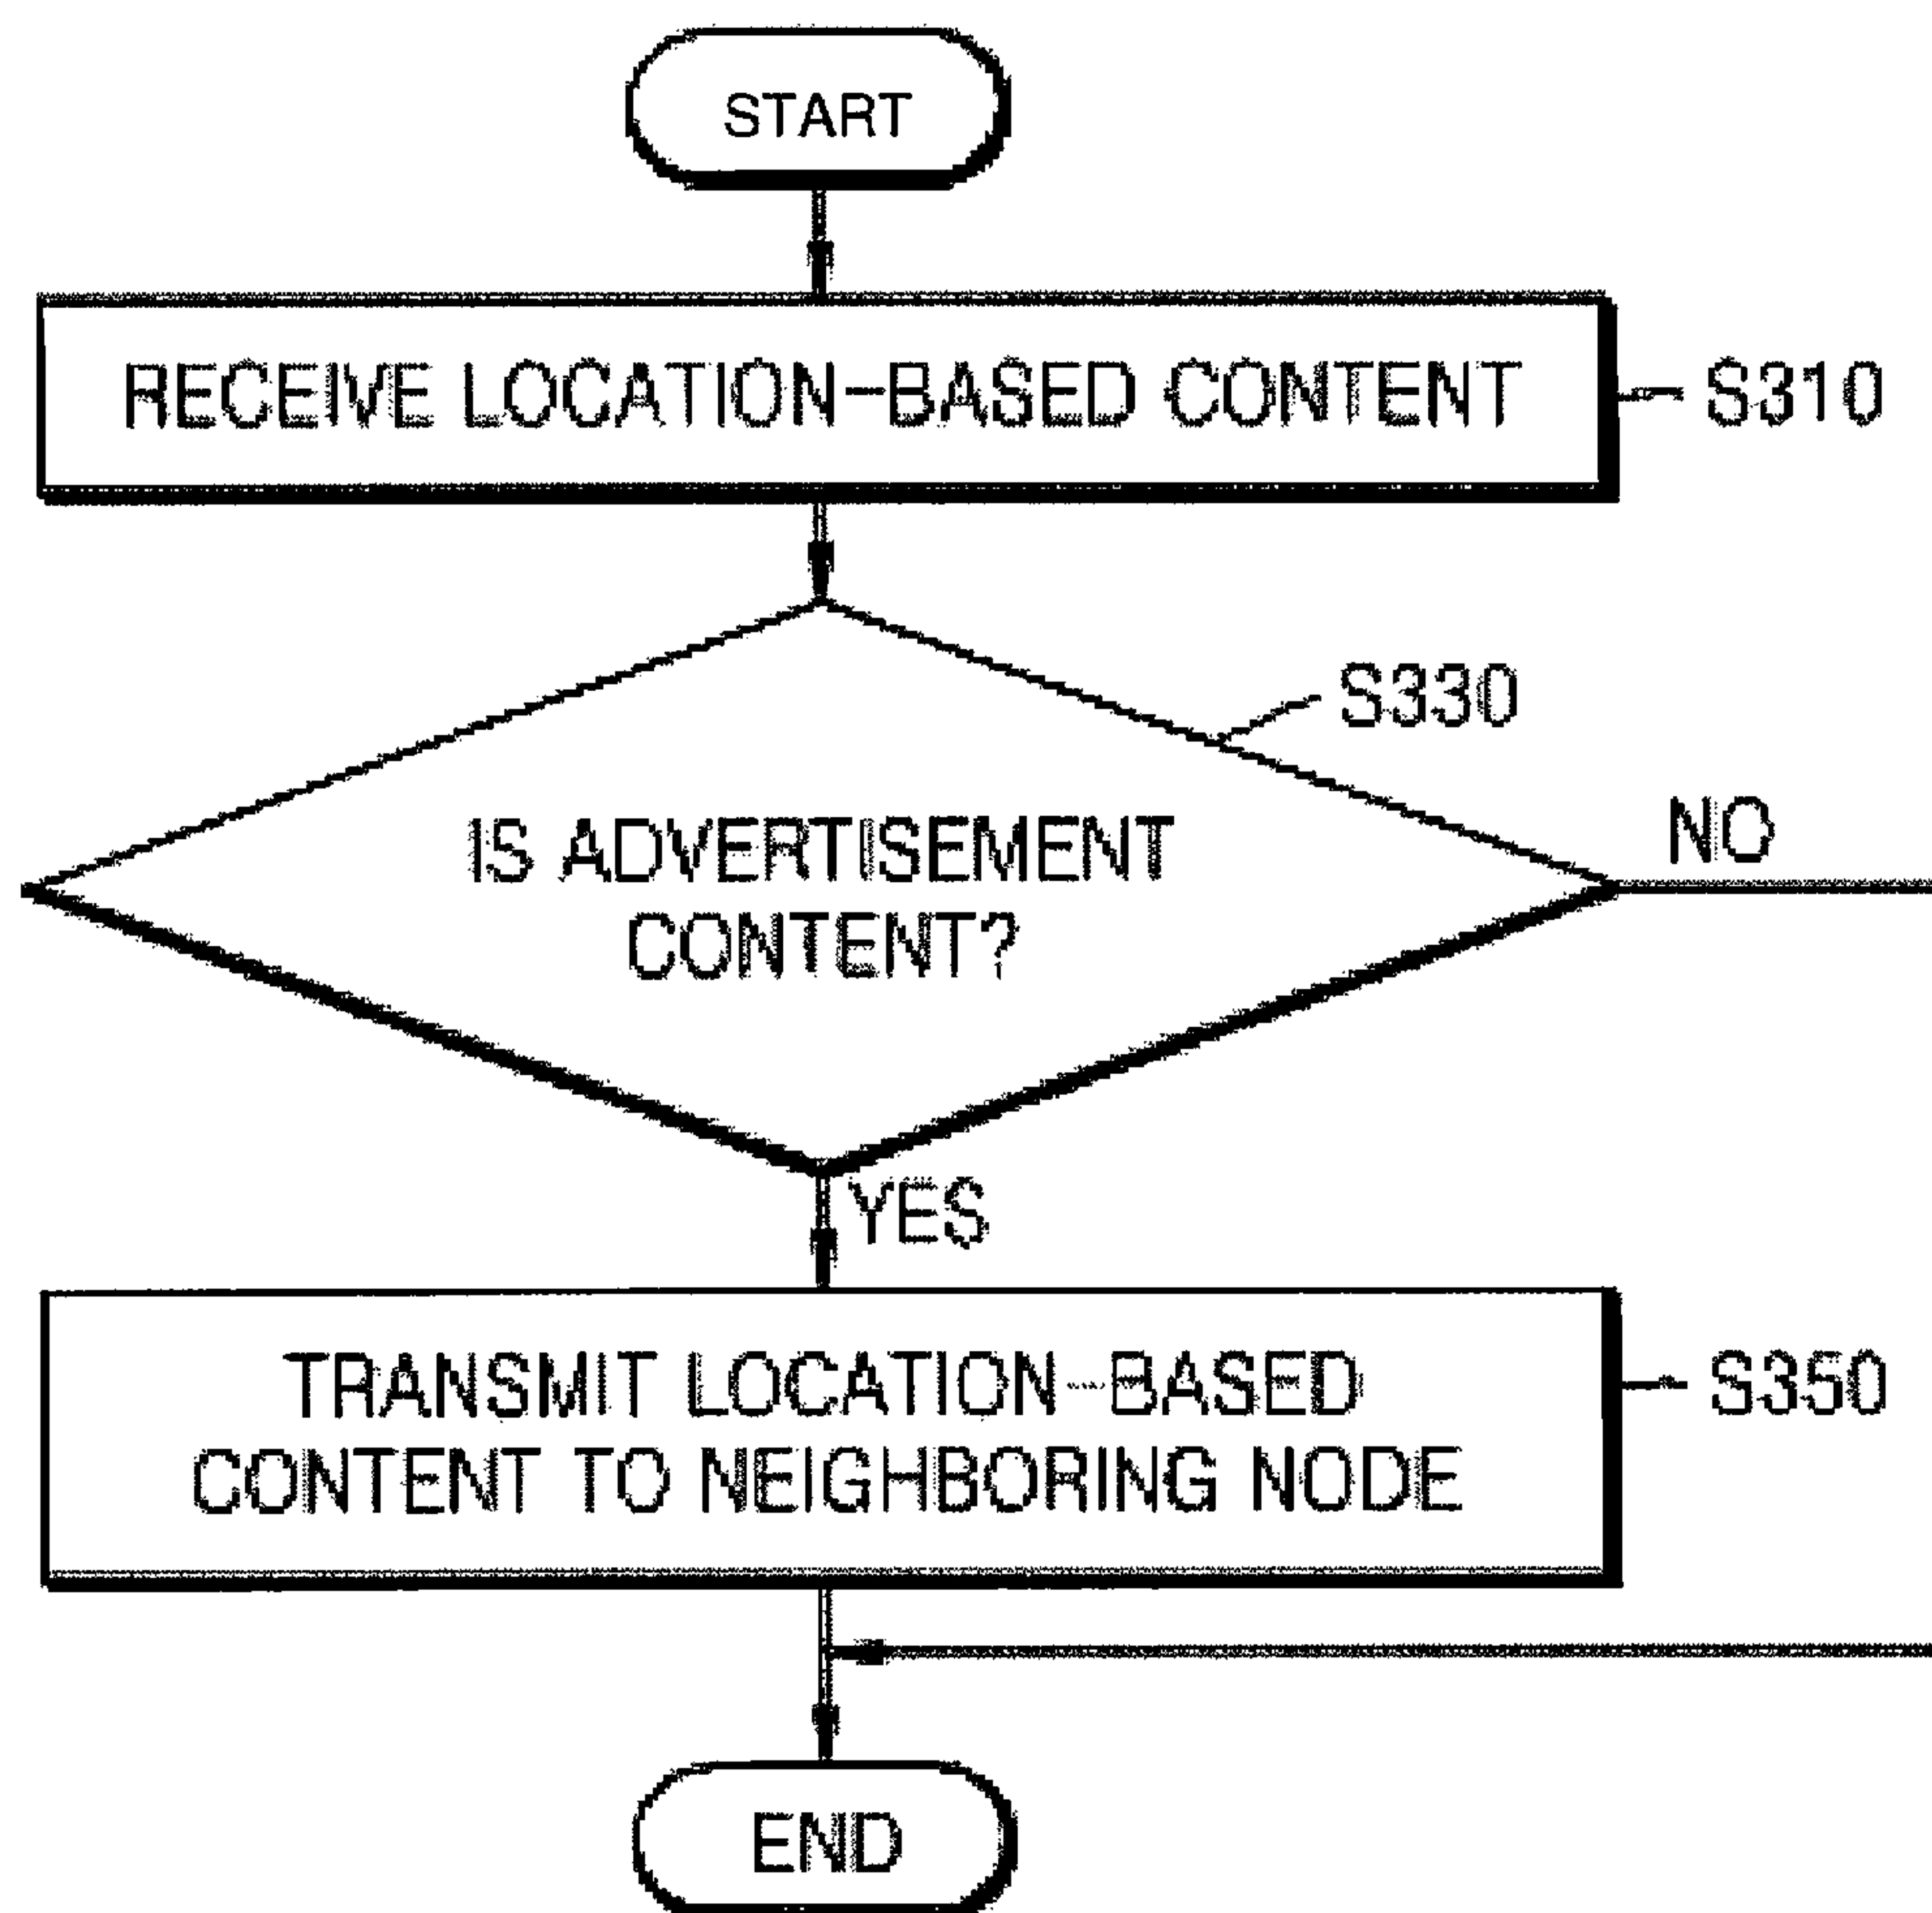 START
RECEIVE LOCATION-BASED CONTENT
S310
S330
IS ADVERTISEMENT
CONTENT?
NO
YES
TRANSMIT LOCATION-BASED
CONTENT TO NEIGHBORING NODE
S350
END